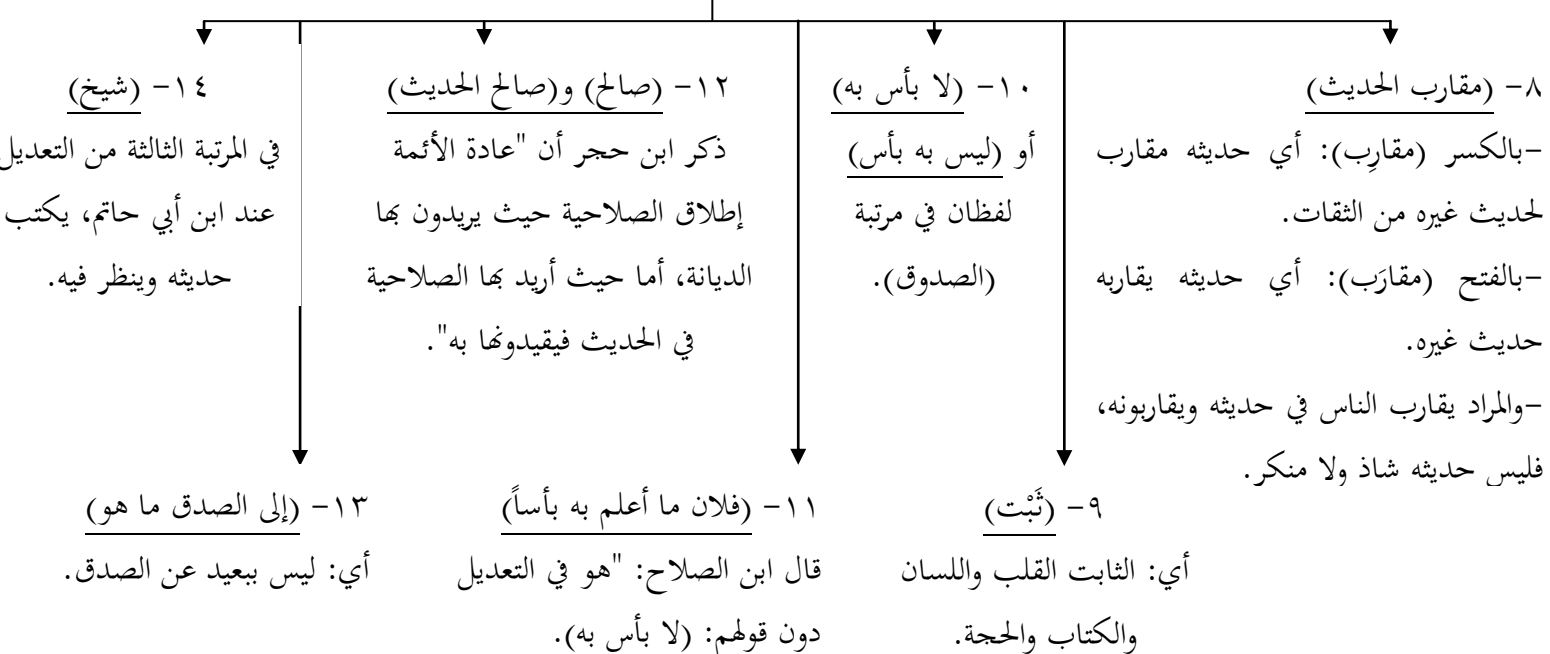 ٨- (مقارب الحديث)
-بالكسر (مقارِب): أي حديثه مقارب
لحديث غيره من الثقات.
-بالفتح (مقارَب): أي حديثه يقاربه
حديث غيره.
-والمراد يقارب الناس في حديثه ويقاربونه،
فليس حديثه شاذ ولا منكر.
٩- (ثَبْت)
أي: الثابت القلب واللسان
والكتاب والحجة.
١٠- (لا بأس به)
أو (ليس به بأس)
لفظان في مرتبة
(الصدوق).
١١- (فلان ما أعلم به بأساً)
قال ابن الصلاح: "هو في التعديل
دون قولهم: (لا بأس به).
١٢- (صالح) و(صالح الحديث)
ذكر ابن حجر أن "عادة الأئمة
إطلاق الصلاحية حيث يريدون بها
الديانة، أما حيث أريد بها الصلاحية
في الحديث فيقيدونها به".
١٣- (إلى الصدق ما هو)
أي: ليس ببعيد عن الصدق.
١٤- (شيخ)
في المرتبة الثالثة من التعديل
عند ابن أبي حاتم، يكتب
حديثه وينظر فيه.